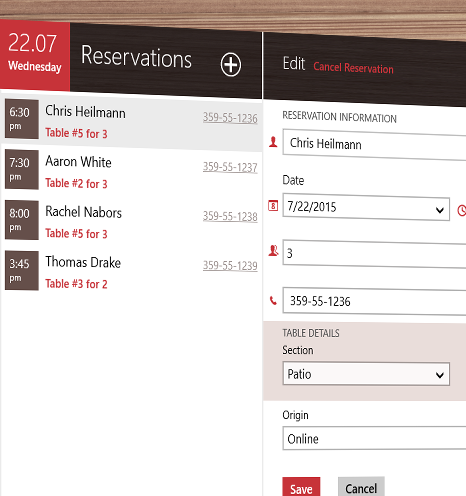 22.07
Wednesday
Reservations
6:30
pm
Chris Heilmann
359-55-1236
Table #5 for 3
7:30
pm
Aaron White
359-55-1237
Table #2 for 3
8:00
pm
Rachel Nabors
359-55-1238
Table #5 for 3
3:45
pm
Thomas Drake
359-55-1239
Table #3 for 2
Edit Cancel Reservation
RESERVATION INFORMATION
Chris Heilmann
Date
8
7/22/2015
3
359-55-1236
TABLE DETAILS
Section
Patio
Origin
Online
Save
Cancel